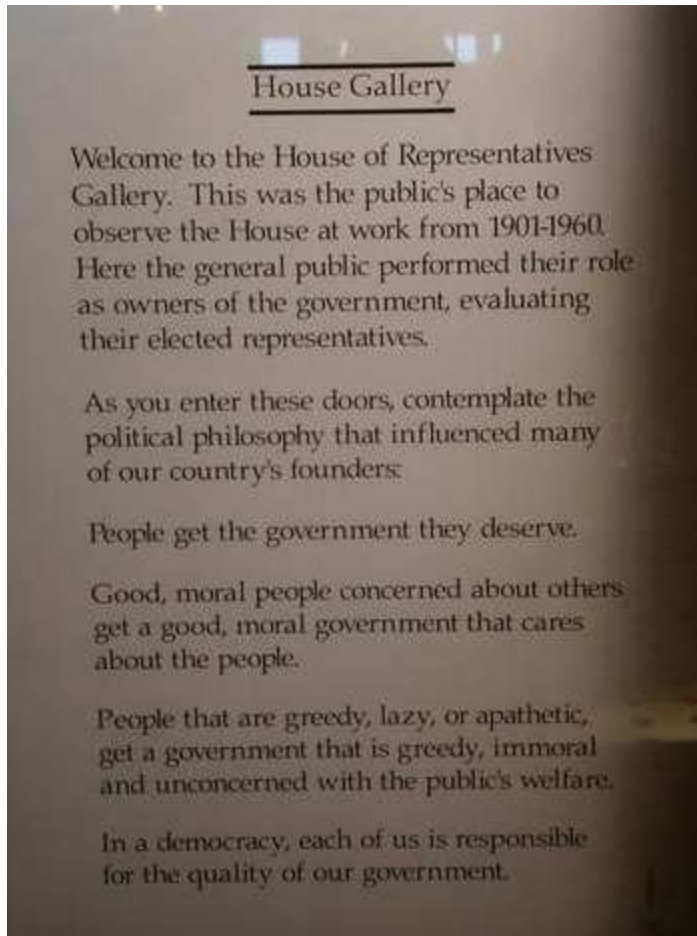 House Gallery
Welcome to the House of Representatives
Gallery. This was the public's place to
observe the House at work from 1901-1960.
Here the general public performed their role
as owners of the government, evaluating
their elected representatives.
As you enter these doors, contemplate the
political philosophy that influenced many
of our country's founders:
People get the government they deserve.
Good, moral people concerned about others
get a good, moral government that cares
about the people.
People that are greedy, lazy, or apathetic,
get a government that is greedy, immoral
and unconcerned with the public's welfare.
In a democracy, each of us is responsible
for the quality of our government.